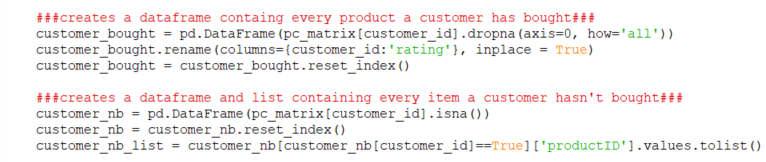 ###creates a dataframe containg every product a customer has bought###
customer_bought = pd.DataFrame(pc_matrix[customer_id].dropna(axis=0, how='all'))
customer_bought.rename(columns={customer_id:'rating'}, inplace = True)
customer_bought = customer_bought.reset_index()
###creates a dataframe and list containing every item a customer hasn't bought###
customer_nb = pd.DataFrame(pc_matrix[customer_id].isna())
customer_nb = customer_nb.reset_index()
customer_nb_list = customer_nb[customer_nb[customer_id]==True]['productID'].values.tolist()